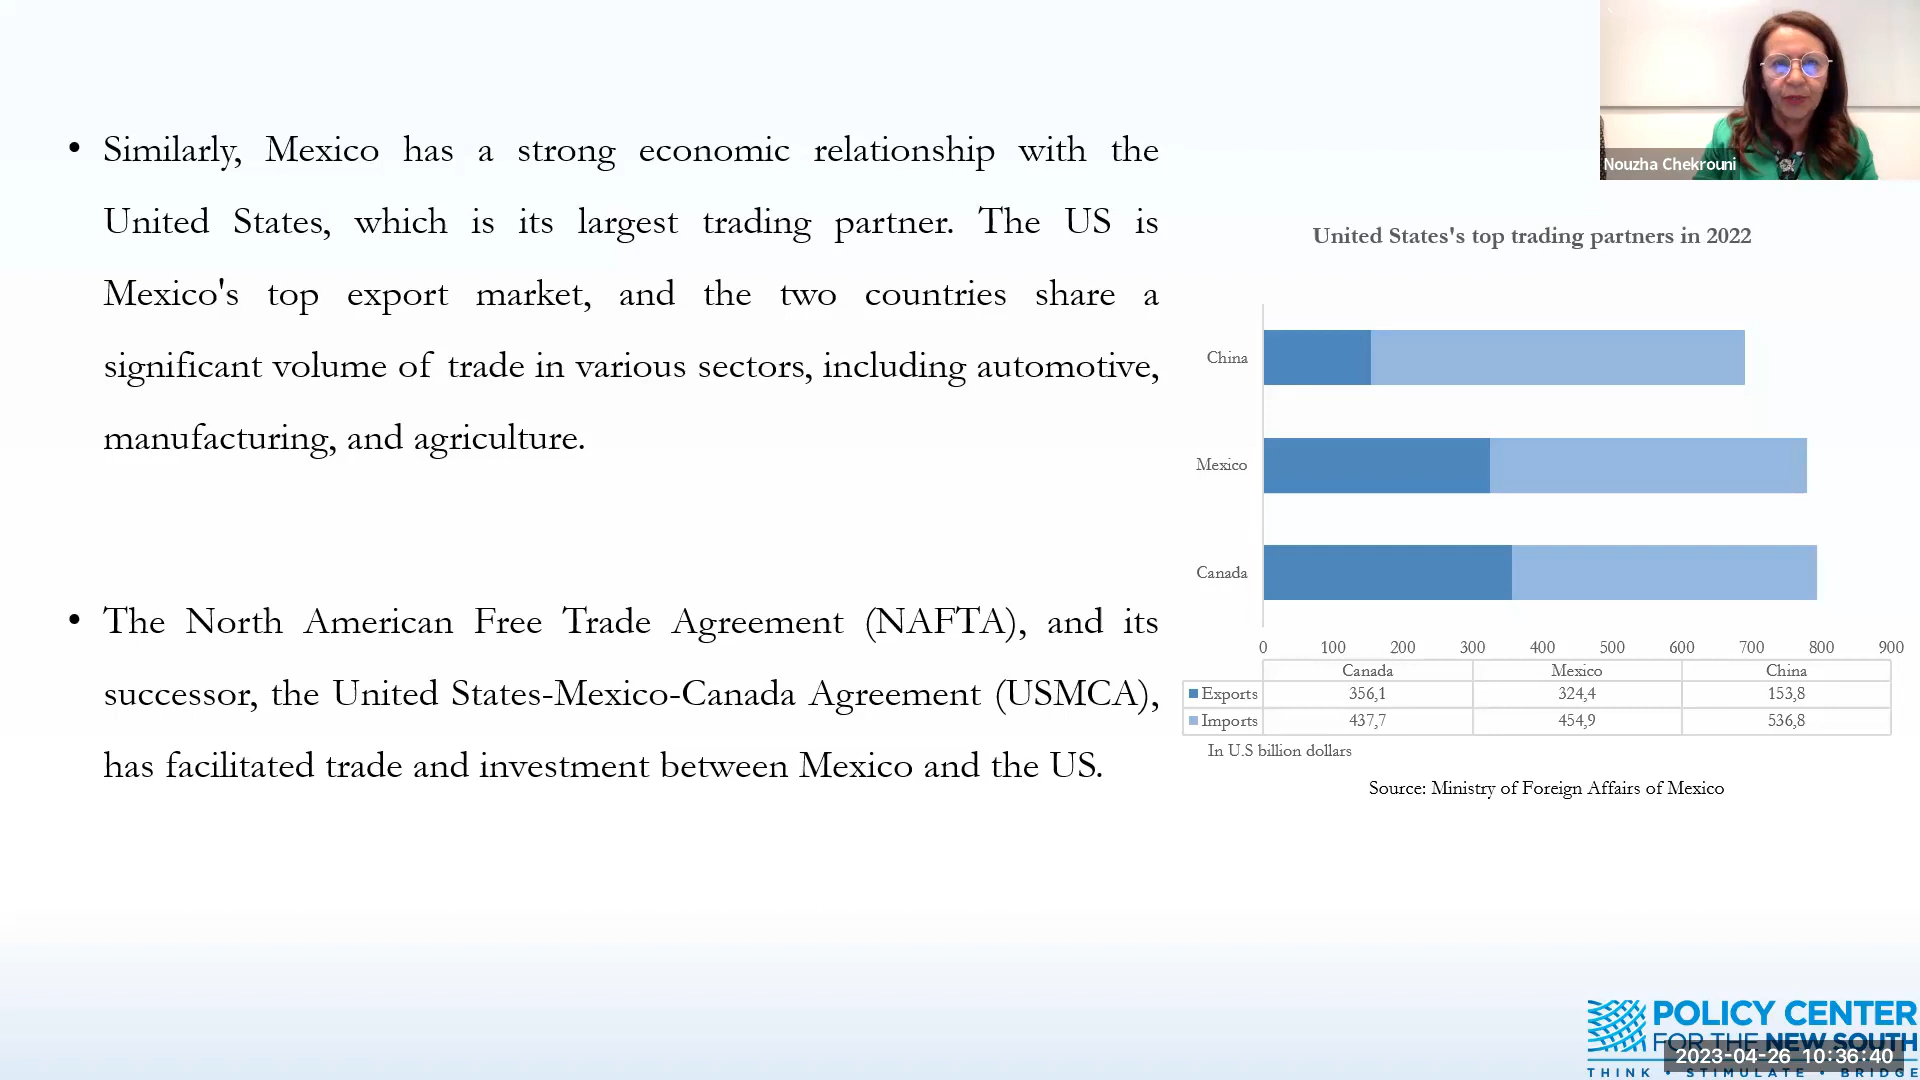 • Similarly, Mexico has a strong economic relationship with the
United States, which is its largest trading partner. The US is
Mexico's top export market, and the two countries share a
significant volume of trade in various sectors, including automotive,
manufacturing, and agriculture.
• The North American Free Trade Agreement (NAFTA), and its
successor, the United States-Mexico-Canada Agreement (USMCA),
has facilitated trade and investment between Mexico and the US.
Nouzha Chekrouni
United States's top trading partners in 2022
China
Mexico
Canada
0 100 200 300 400 500 600 700 800 900
Canada Mexico China
Exports 356,1 324,4 153,8
Imports 437,7 454,9 536,8
In U.S billion dollars
Source: Ministry of Foreign Affairs of Mexico
POLICY CENTER
FOR THE NEW SOUTH
2023-04-26 10:36:40
THINK • STIMULATE • BRIDGE